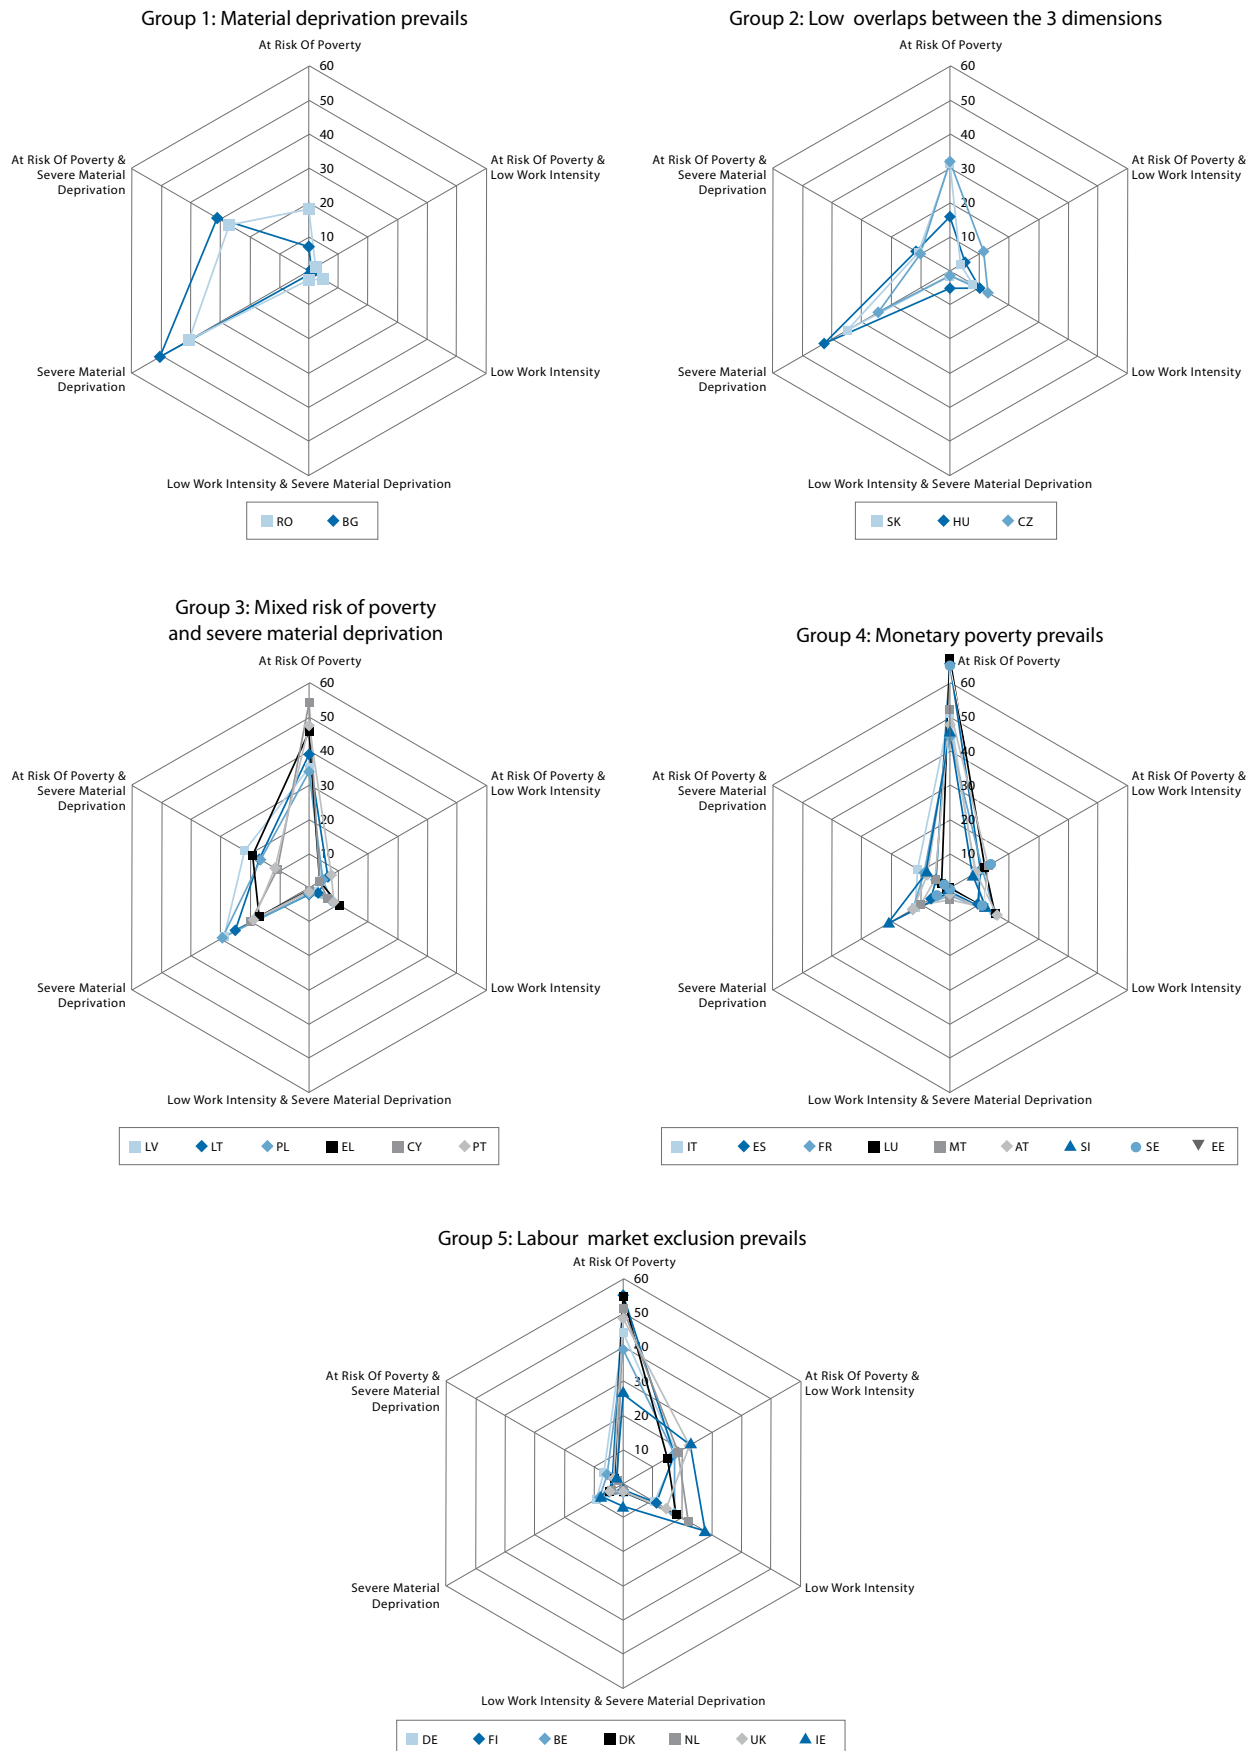 Group 1: Material deprivation prevails
At Risk Of Poverty
60
50
40
30
20
10
At Risk Of Poverty &
Severe Material
Deprivation
At Risk Of Poverty &
Low Work Intensity
Severe Material
Deprivation
Low Work Intensity
Low Work Intensity & Severe Material Deprivation
RO BG
Group 2: Low overlaps between the 3 dimensions
At Risk Of Poverty
60
50
40
30
20
10
At Risk Of Poverty &
Severe Material
Deprivation
At Risk Of Poverty &
Low Work Intensity
Severe Material
Deprivation
Low Work Intensity
Low Work Intensity & Severe Material Deprivation
SK HU CZ
Group 3: Mixed risk of poverty
and severe material deprivation
At Risk Of Poverty
60
50
40
30
20
10
At Risk Of Poverty &
Severe Material
Deprivation
At Risk Of Poverty &
Low Work Intensity
Severe Material
Deprivation
Low Work Intensity
Low Work Intensity & Severe Material Deprivation
LV LT PL EL CY PT
Group 4: Monetary poverty prevails
At Risk Of Poverty
60
50
40
30
20
10
At Risk Of Poverty &
Severe Material
Deprivation
At Risk Of Poverty &
Low Work Intensity
Severe Material
Deprivation
Low Work Intensity
Low Work Intensity & Severe Material Deprivation
IT ES FR LU MT AT SI SE EE
Group 5: Labour market exclusion prevails
At Risk Of Poverty
60
50
40
30
20
10
At Risk Of Poverty &
Severe Material
Deprivation
At Risk Of Poverty &
Low Work Intensity
Severe Material
Deprivation
Low Work Intensity
Low Work Intensity & Severe Material Deprivation
DE FI BE DK NL UK IE